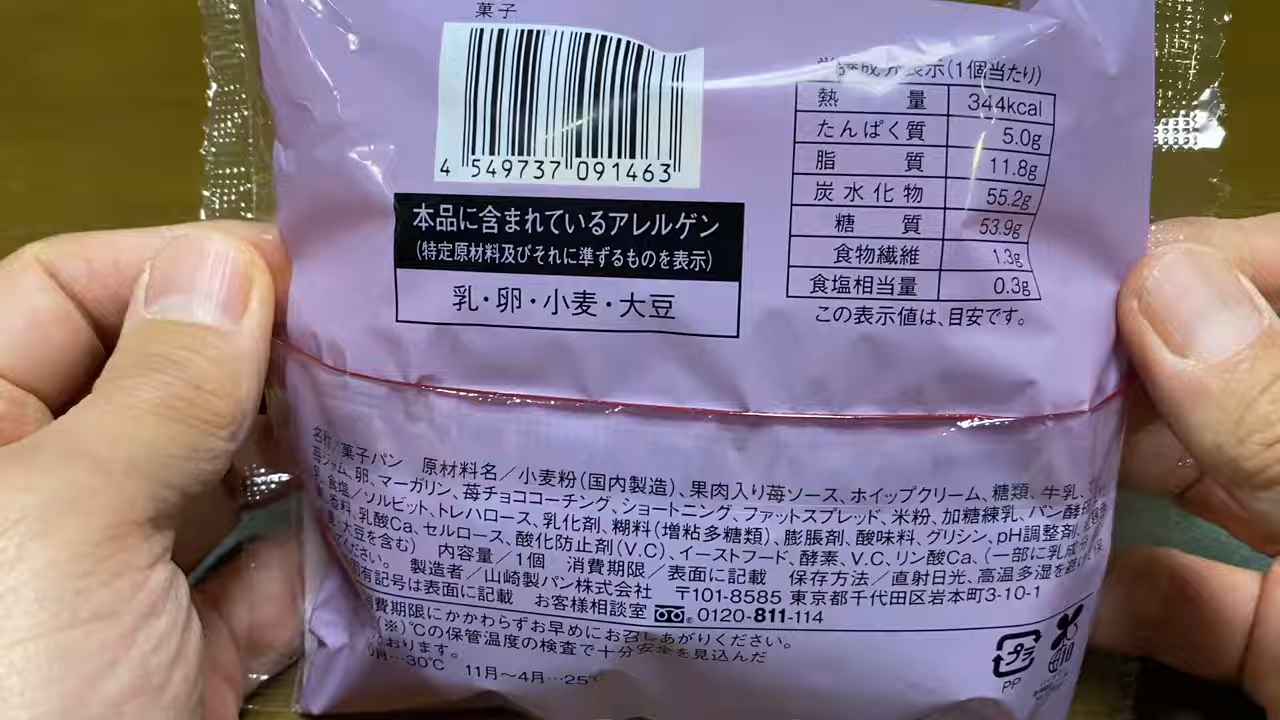 菓子
4 549737 091463
本品に含まれているアレルゲン
(特定原材料及びそれに準ずるものを表示)
乳・卵・小麦・大豆
成分表示(1個当たり)
熱量 344kcal
たんぱく質 5.0g
脂質 11.8g
炭水化物 55.2g
糖質 53.9g
食物繊維 1.3g
食塩相当量 0.3g
この表示値は、目安です。
名称/菓子パン 原材料名/小麦粉(国内製造)、果肉入り苺ソース、ホイップクリーム、糖類、牛乳、
苺ジャム、卵、マーガリン、苺チョココーチング、ショートニング、ファットスプレッド、米粉、加糖練乳、パン酵母、
食塩/ソルビット、トレハロース、乳化剤、糊料(増粘多糖類)、膨脹剤、酸味料、グリシン、pH調整剤、
香料、乳酸Ca、セルロース、酸化防止剤(V.C)、イーストフード、酵素、V.C、リン酸Ca、(一部に乳成分・
大豆を含む) 内容量/1個 消費期限/表面に記載 保存方法/直射日光、高温多湿を避け
ください。 製造者/山崎製パン株式会社 〒101-8585 東京都千代田区岩本町3-10-1
固有記号は表面に記載 お客様相談室 0120-811-114
消費期限にかかわらずお早めにお召しあがりください。
(※)℃の保管温度の検査で十分安全を見込んだ
おります。
…30℃ 11月～4月…25℃
プラ
PP